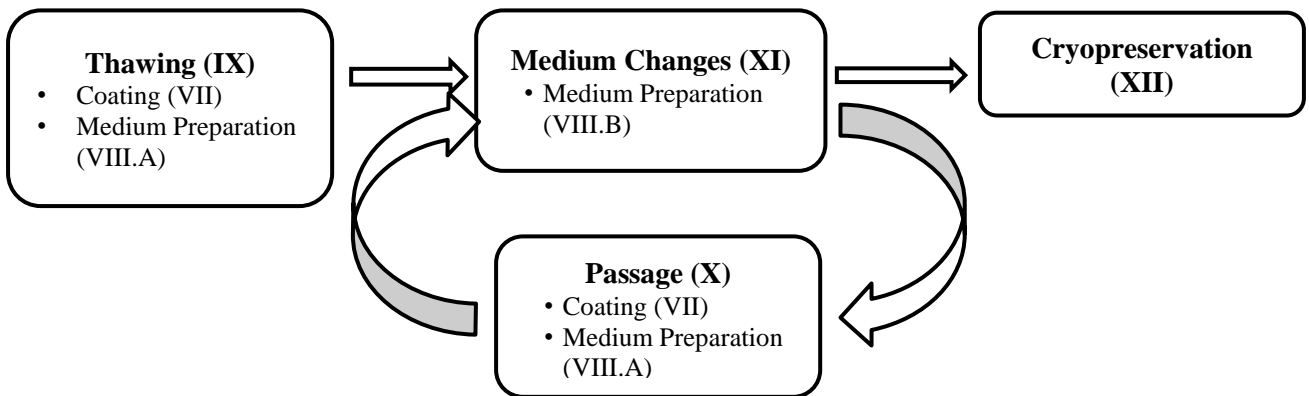 Thawing (IX)
• Coating (VII)
• Medium Preparation
(VIII.A)
Medium Changes (XI)
• Medium Preparation
(VIII.B)
Cryopreservation
(XII)
Passage (X)
• Coating (VII)
• Medium Preparation
(VIII.A)